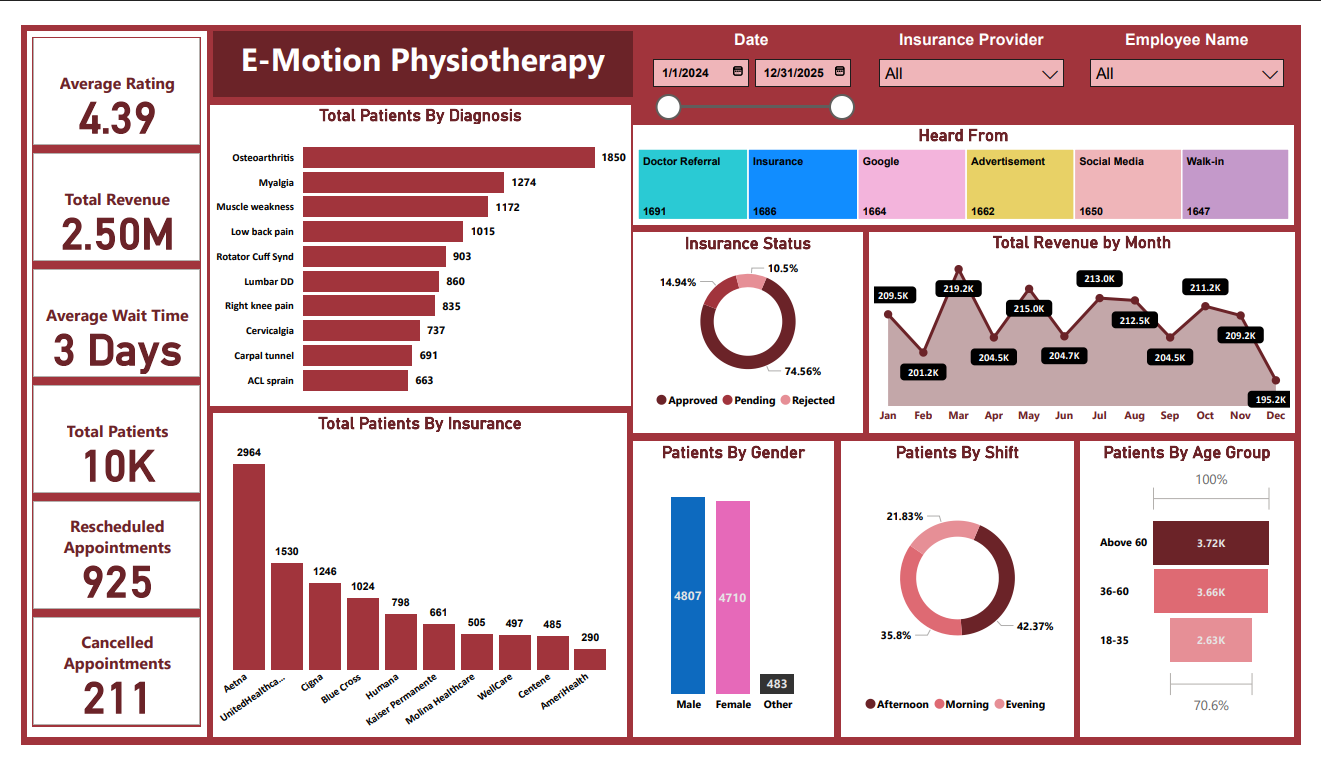 E-Motion Physiotherapy
Date
1/1/2024
12/31/2025
Insurance Provider
All
Employee Name
All
Average Rating
4.39
Total Revenue
2.50M
Average Wait Time
3 Days
Total Patients
10K
Rescheduled
Appointments
925
Cancelled
Appointments
211
Total Patients By Diagnosis
Osteoarthritis 1850
Myalgia 1274
Muscle weakness 1172
Low back pain 1015
Rotator Cuff Synd 903
Lumbar DD 860
Right knee pain 835
Cervicalgia 737
Carpal tunnel 691
ACL sprain 663
Heard From
Doctor Referral
1691
Insurance
1686
Google
1664
Advertisement
1662
Social Media
1650
Walk-in
1647
Insurance Status
10.5%
14.94%
74.56%
Approved Pending Rejected
Total Revenue by Month
209.5K
201.2K
219.2K
204.5K
215.0K
204.7K
213.0K
212.5K
204.5K
211.2K
209.2K
195.2K
Jan Feb Mar Apr May Jun Jul Aug Sep Oct Nov Dec
Total Patients By Insurance
2964
1530
1246
1024
798
661
505
497
485
290
Aetna
UnitedHealthca...
Cigna
Blue Cross
Humana
Kaiser Permanente
Molina Healthcare
WellCare
Centene
AmeriHealth
Patients By Gender
4807
4710
483
Male Female Other
Patients By Shift
21.83%
35.8%
42.37%
Afternoon Morning Evening
Patients By Age Group
100%
Above 60 3.72K
36-60 3.66K
18-35 2.63K
70.6%